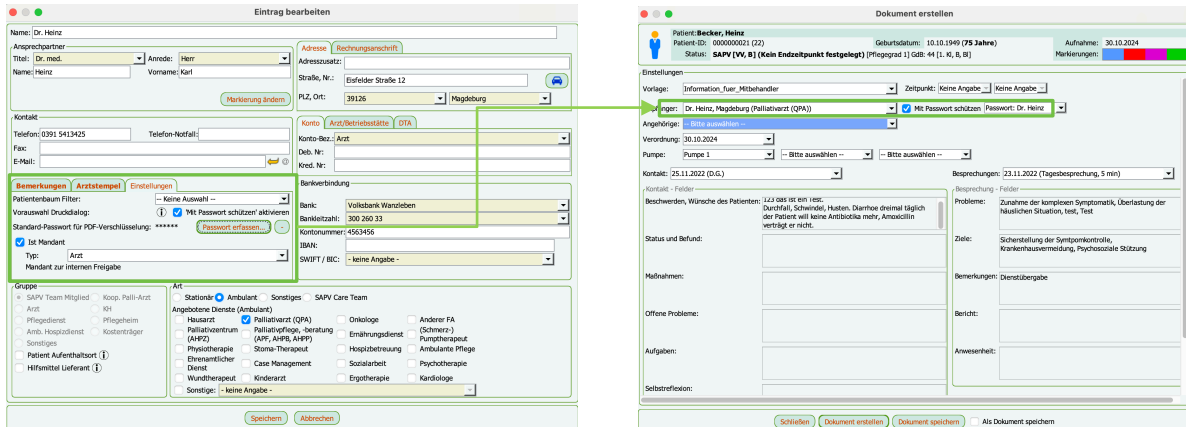 Eintrag bearbeiten
Name: Dr. Heinz
Ansprechpartner
Titel: Dr. med. Anrede: Herr
Name: Heinz Vorname: Karl
Markierung ändern
Adresse Rechnungsanschrift
Adresszusatz:
Straße, Nr.: Eisfelder Straße 12
PLZ, Ort: 39126 Magdeburg
Kontakt
Telefon: 0391 5413425 Telefon-Notfall:
Fax:
E-Mail:
Konto Arzt/Betriebsstätte DTA
Konto-Bez.: Arzt
Deb. Nr:
Kred. Nr:
Bemerkungen Arztstempel Einstellungen
Patientenbaum Filter: -- Keine Auswahl --
Vorauswahl Druckdialog: 'Mit Passwort schützen' aktivieren
Standard-Passwort für PDF-Verschlüsselung: ****** Passwort erfassen... -
Ist Mandant
Typ: Arzt
Mandant zur internen Freigabe
Bankverbindung
Bank: Volksbank Wanzleben
Bankleitzahl: 300 260 33
Kontonummer: 4563456
IBAN:
SWIFT / BIC: - keine Angabe -
Gruppe
SAPV Team Mitglied Koop. Palli-Arzt
Arzt KH
Pflegedienst Pflegeheim
Amb. Hospizdienst Kostenträger
Sonstiges
Patient Aufenthaltsort
Hilfsmittel Lieferant
Art
Stationär Ambulant Sonstiges SAPV Care Team
Angebotene Dienste (Ambulant)
Hausarzt Palliativarzt (QPA) Onkologe Anderer FA
Palliativzentrum (AHPZ) Palliativpflege, -beratung (APF, AHPB, AHPP) Ernährungsdienst (Schmerz-) Pumptherapeut
Physiotherapie Stoma-Therapeut Hospizbetreuung Ambulante Pflege
Ehrenamtlicher Dienst Case Management Sozialarbeit Psychotherapie
Wundtherapeut Kinderarzt Ergotherapie Kardiologe
Sonstige: - keine Angabe -
Speichern Abbrechen
Dokument erstellen
Patient: Becker, Heinz
Patient-ID: 0000000021 (22) Geburtsdatum: 10.10.1949 (75 Jahre) Aufnahme: 30.10.2024
Status: SAPV [VV, B] (Kein Endzeitpunkt festgelegt) [Pflegegrad 1] GdB: 44 [1. Kl, B, Bl] Markierungen:
Einstellungen
Vorlage: Information_fuer_Mitbehandler Zeitpunkt: Keine Angabe Keine Angabe
Dr. Heinz, Magdeburg (Palliativarzt (QPA)) Mit Passwort schützen Passwort: Dr. Heinz
Angehörige: -- Bitte auswählen --
Verordnung: 30.10.2024
Pumpe: Pumpe 1 -- Bitte auswählen -- -- Bitte auswählen --
Kontakt: 25.11.2022 (D.G.) Besprechungen: 23.11.2022 (Tagesbesprechung, 5 min)
Kontakt - Felder
Beschwerden, Wünsche des Patienten: 123 das ist ein Test.
Durchfall, Schwindel, Husten. Diarrhoe dreimal täglich
der Patient will keine Antibiotika mehr, Amoxicillin
verträgt er nicht.
Status und Befund:
Maßnahmen:
Offene Probleme:
Aufgaben:
Selbstreflexion:
Besprechung - Felder
Probleme: Zunahme der komplexen Symptomatik, Überlastung der
häuslichen Situation, test, Test
Ziele: Sicherstellung der Symtpomkontrolle,
Krankenhausvermeidung, Psychosoziale Stützung
Bemerkungen: Dienstübergabe
Bericht:
Anwesenheit:
Schließen Dokument erstellen Dokument speichern Als Dokument speichern